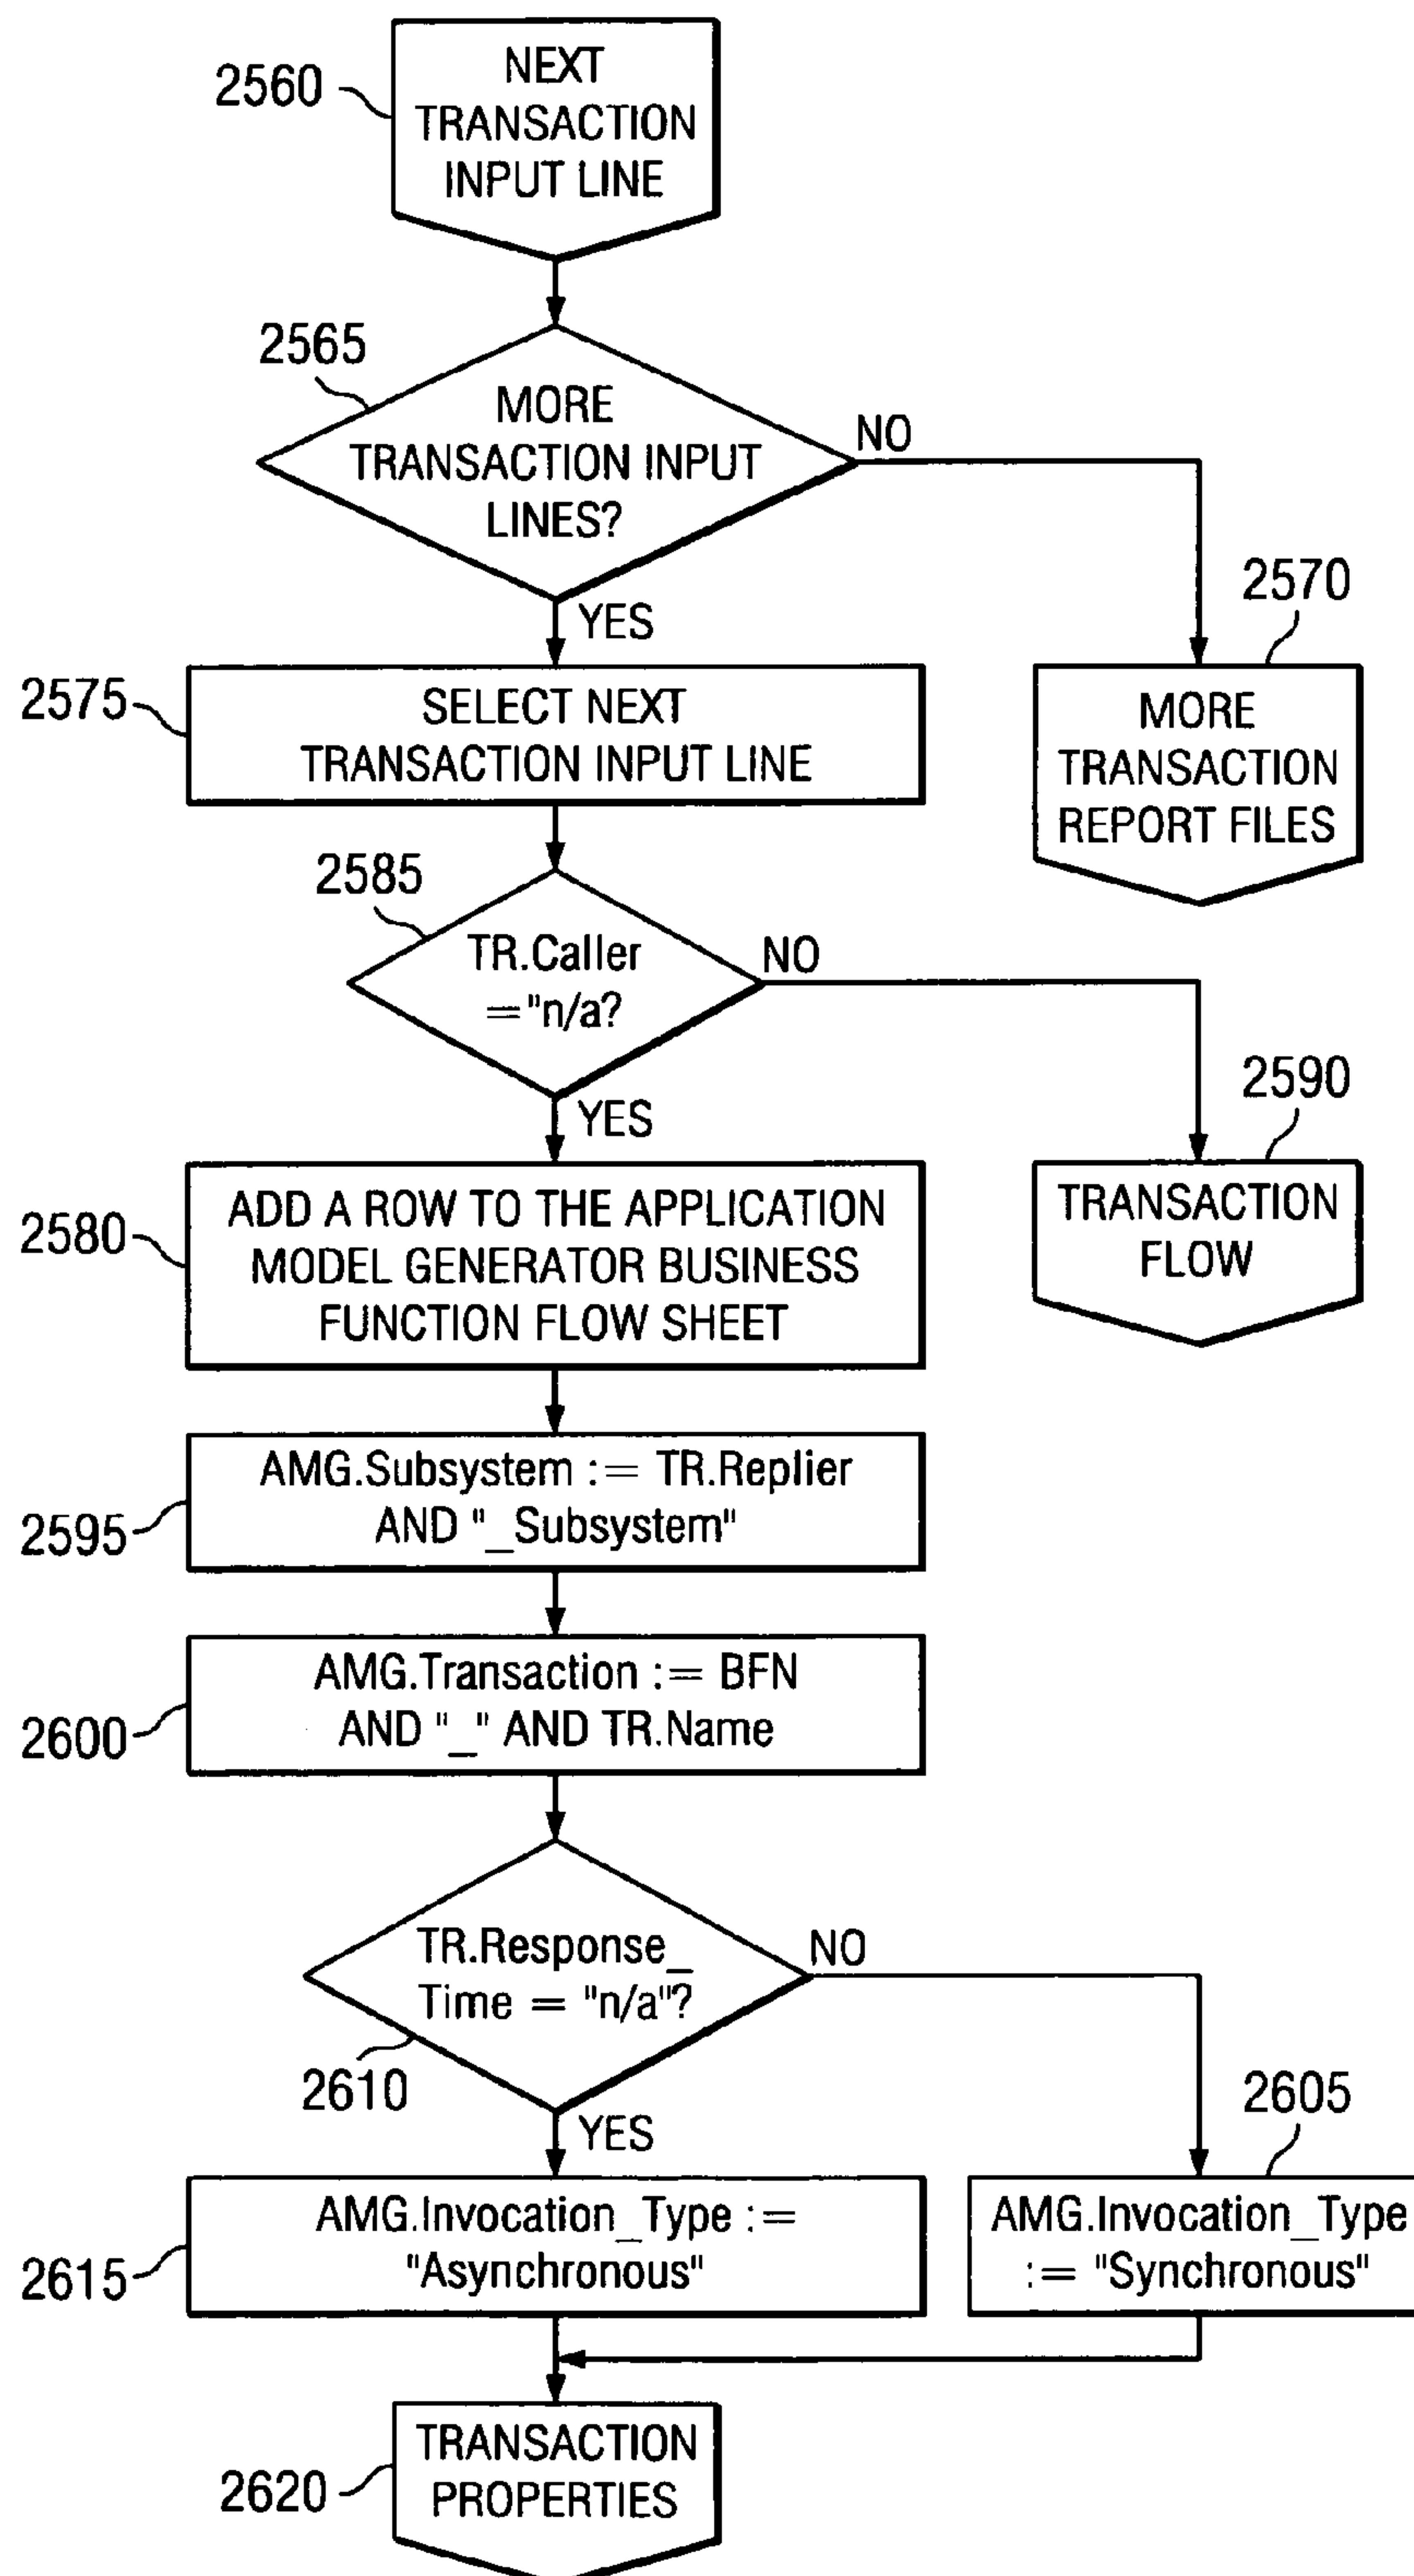 2560
NEXT
TRANSACTION
INPUT LINE
2565
MORE
TRANSACTION INPUT
LINES?
NO
YES
2570
MORE
TRANSACTION
REPORT FILES
2575
SELECT NEXT
TRANSACTION INPUT LINE
2585
TR.Caller
="n/a?
NO
YES
2590
TRANSACTION
FLOW
2580
ADD A ROW TO THE APPLICATION
MODEL GENERATOR BUSINESS
FUNCTION FLOW SHEET
2595
AMG.Subsystem := TR.Replier
AND "_Subsystem"
2600
AMG.Transaction := BFN
AND "_" AND TR.Name
TR.Response_
Time = "n/a"?
NO
2610
YES
2605
2615
AMG.Invocation_Type :=
"Asynchronous"
AMG.Invocation_Type
:= "Synchronous"
2620
TRANSACTION
PROPERTIES